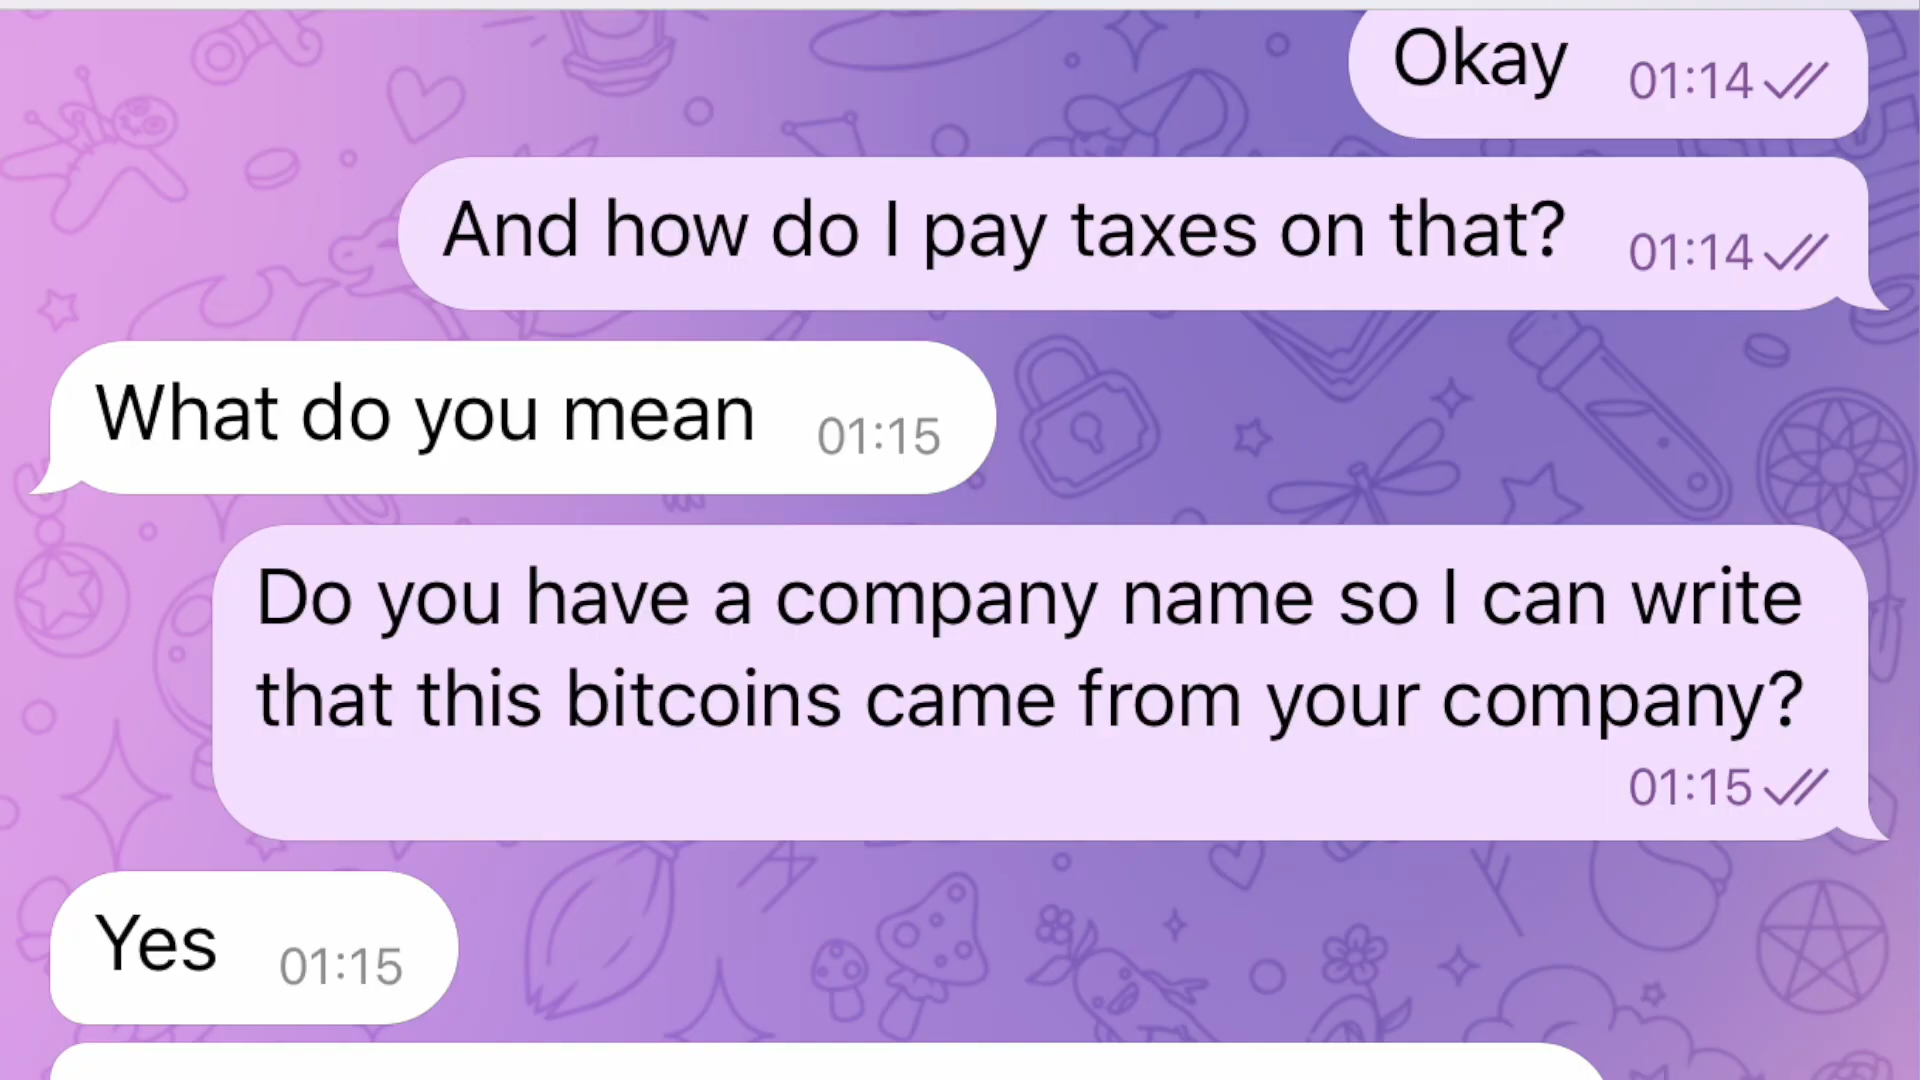 Okay 01:14
And how do I pay taxes on that? 01:14
What do you mean 01:15
Do you have a company name so I can write
that this bitcoins came from your company?
01:15
Yes 01:15